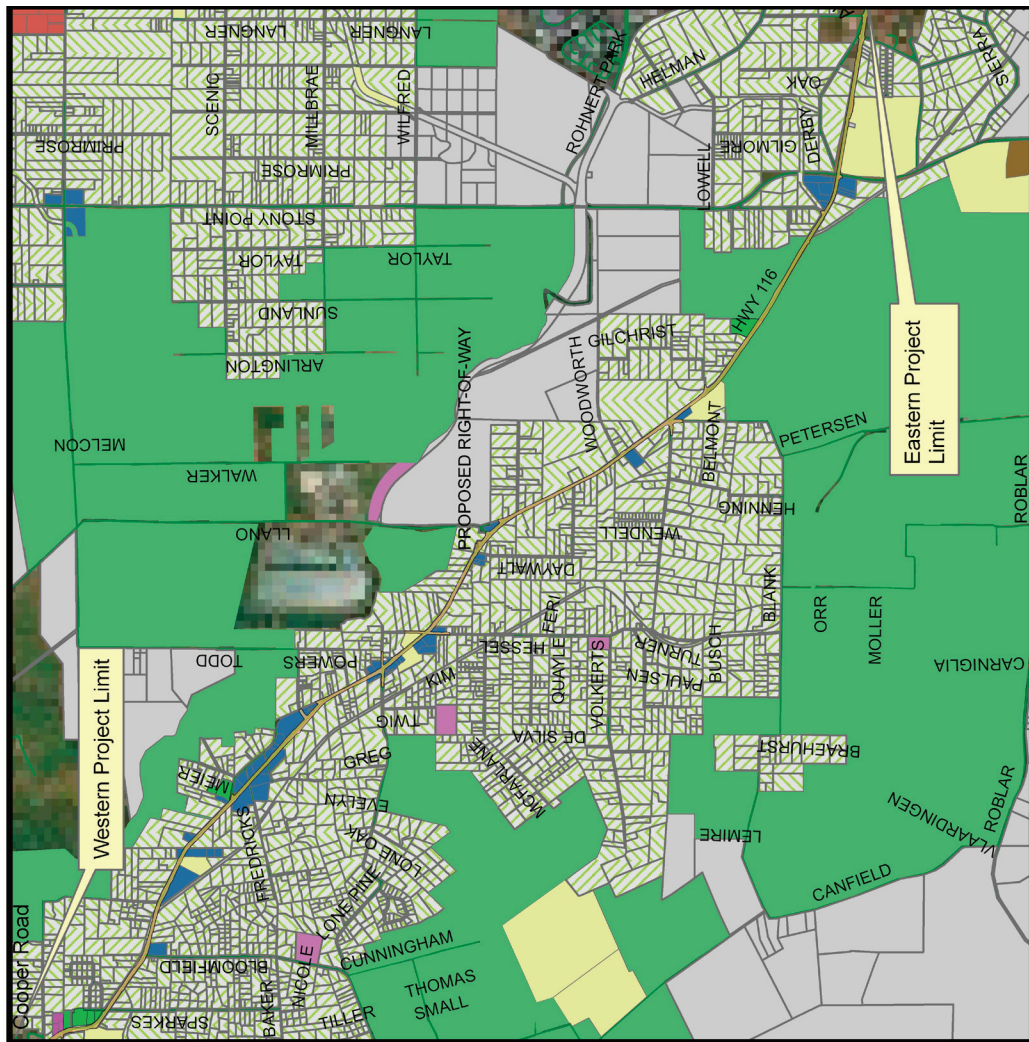 LANGNER
LANGNER
SCENIC
MILLBRAE
WILFRED
ROHNERT PARK
HELMAN
OAK
SIERRA
PRIMROSE
PRIMROSE
LOWELL
GILMORE
DERBY
STONY POINT
TAYLOR
TAYLOR
SUNLAND
HWY 116
ARLINGTON
PROPOSED RIGHT-OF-WAY
WOODWORTH
GILCHRIST
Eastern Project
Limit
MELCON
WALKER
BELMONT
PETERSEN
HENNING
ROBLAR
LLANO
WENDELL
DAYWALT
FERI
BLANK
ORR
MOLLER
CARNIGLIA
TODD
POWERS
HESSEL
QUAYLE
VOLKERTS
TURNER
PAULSEN
BUSCH
KIM
TWIG
DE SILVA
BRAEHURST
Western Project Limit
MEIER
GREG
MCFARLANE
EVELYN
FREDRICKS
LONE OAK
LEMIRE
VLAARDINGEN
ROBLAR
CANFIELD
LONE PINE
Cooper Road
BLOOMFIELD
NICOLE
CUNNINGHAM
THOMAS
SMALL
SPARKES
BAKER
TILLER